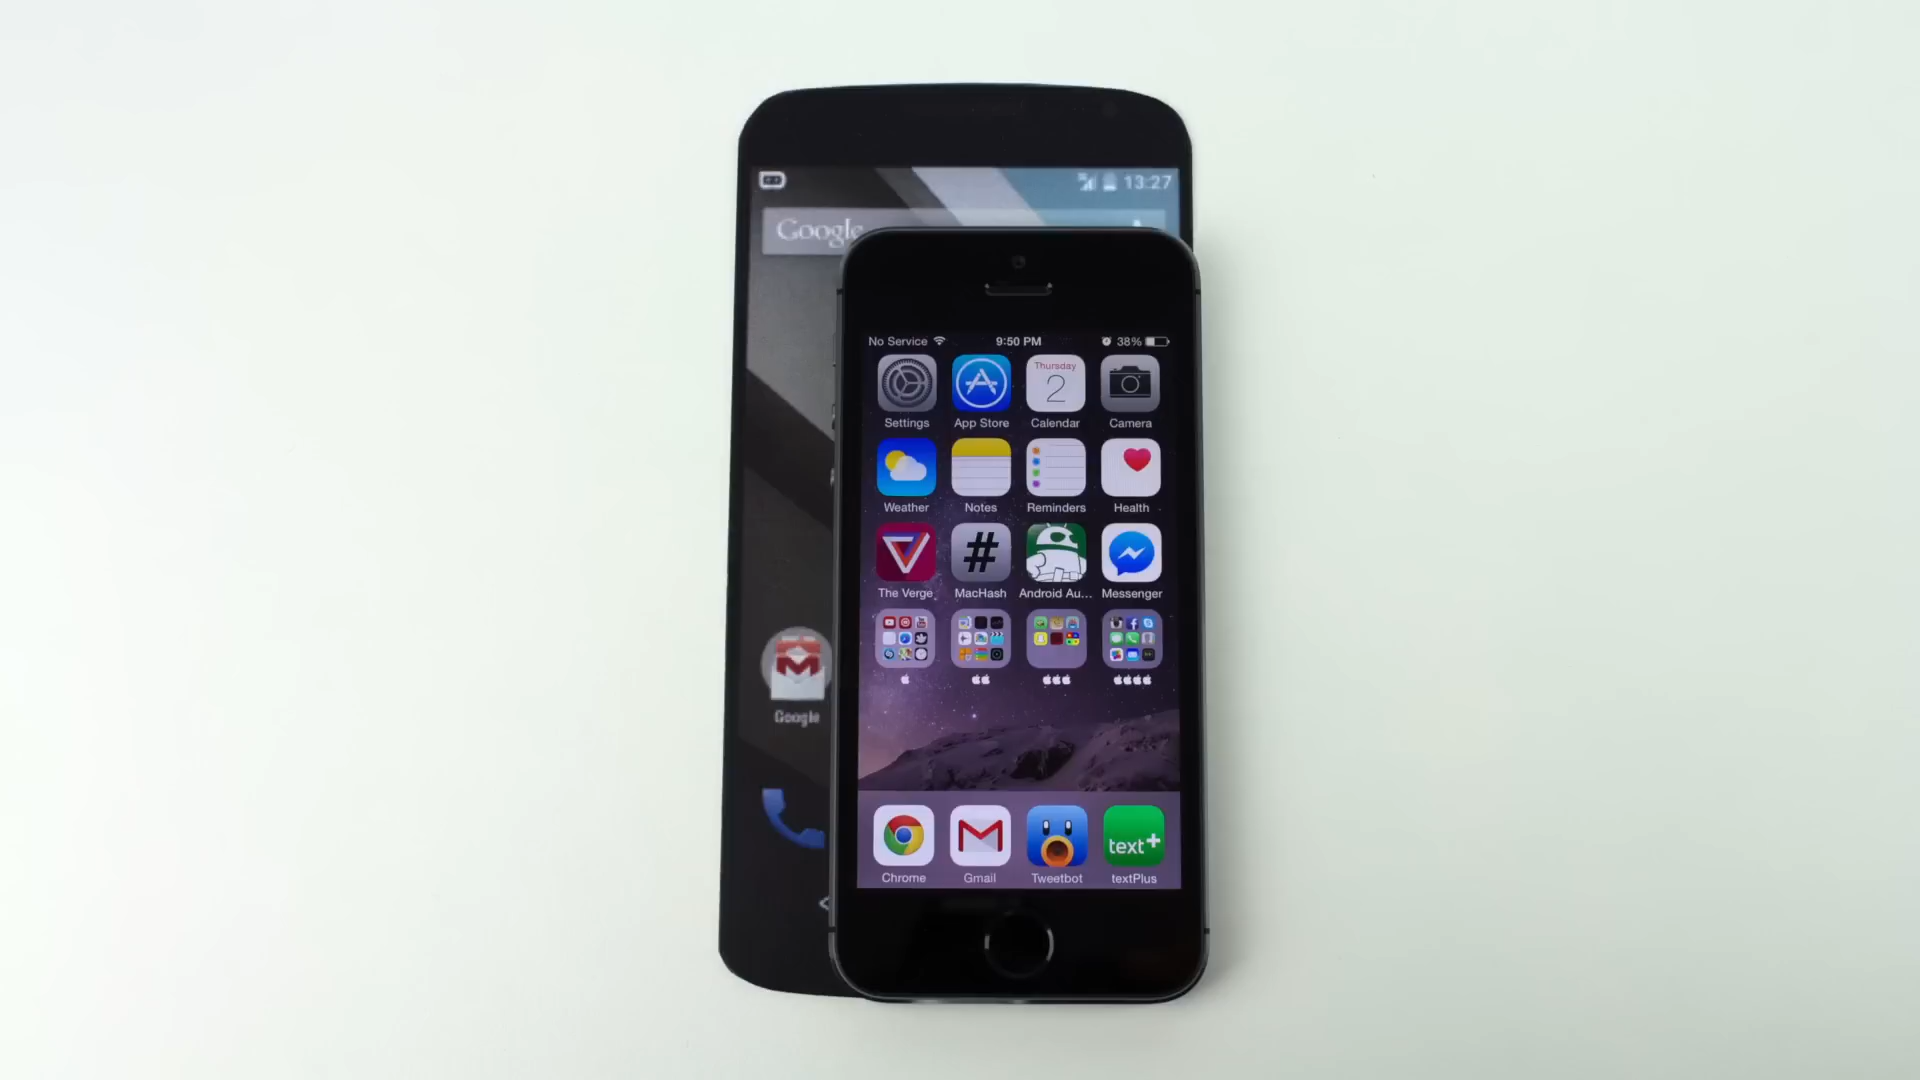 13:27
Google
No Service 9:50 PM 38%
Thursday
2
Settings App Store Calendar Camera
Weather Notes Reminders Health
#
The Verge MacHash Android Au... Messenger
Google
text+
Chrome Gmail Tweetbot textPlus